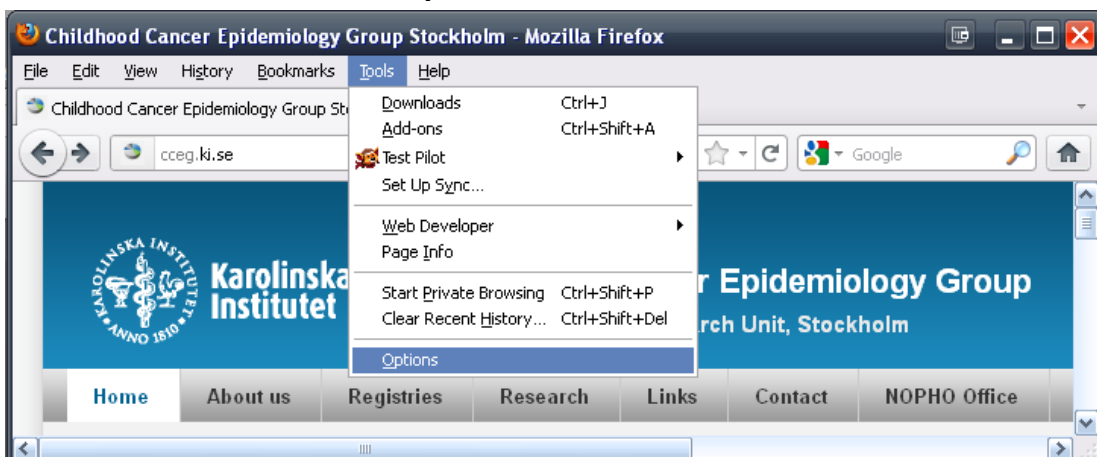 Childhood Cancer Epidemiology Group Stockholm - Mozilla Firefox
File Edit View History Bookmarks Tools Help
Childhood Cancer Epidemiology Group Sto
Downloads Ctrl+J
Add-ons Ctrl+Shift+A
cceg.ki.se
Google
Test Pilot
Set Up Sync...
Web Developer
Page Info
Start Private Browsing Ctrl+Shift+P
Clear Recent History... Ctrl+Shift+Del
Options
KAROLINSKA INSTITUTET
ANNO 1810
Karolinska
Institutet
r Epidemiology Group
rch Unit, Stockholm
Home About us Registries Research Links Contact NOPHO Office